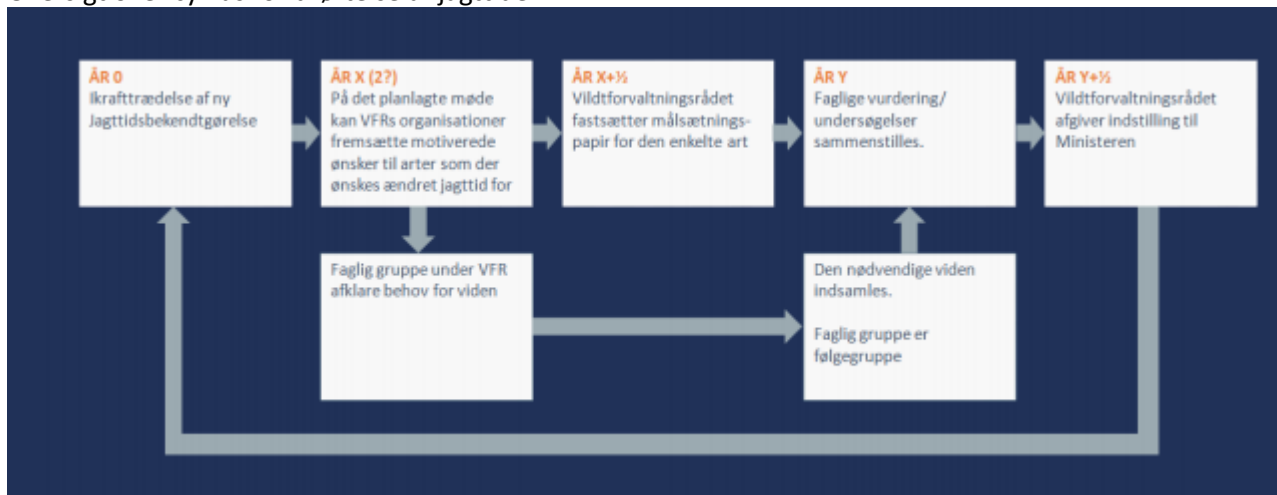 ÅR 0
Ikrafttrædelse af ny
Jagttidsbekendtgørelse
ÅR X (2?)
På det planlagte møde
kan VFRs organisationer
fremsætte motiverede
ønsker til arter som der
ønskes ændret jagttid for
ÅR X+½
Vildtforvaltningsrådet
fastsætter målsætnings-
papir for den enkelte art
ÅR Y
Faglige vurdering/
undersøgelser
sammenstilles.
ÅR Y+½
Vildtforvaltningsrådet
afgiver indstilling til
Ministeren
Faglig gruppe under VFR
afklare behov for viden
Den nødvendige viden
indsamles.
Faglig gruppe er
følgegruppe